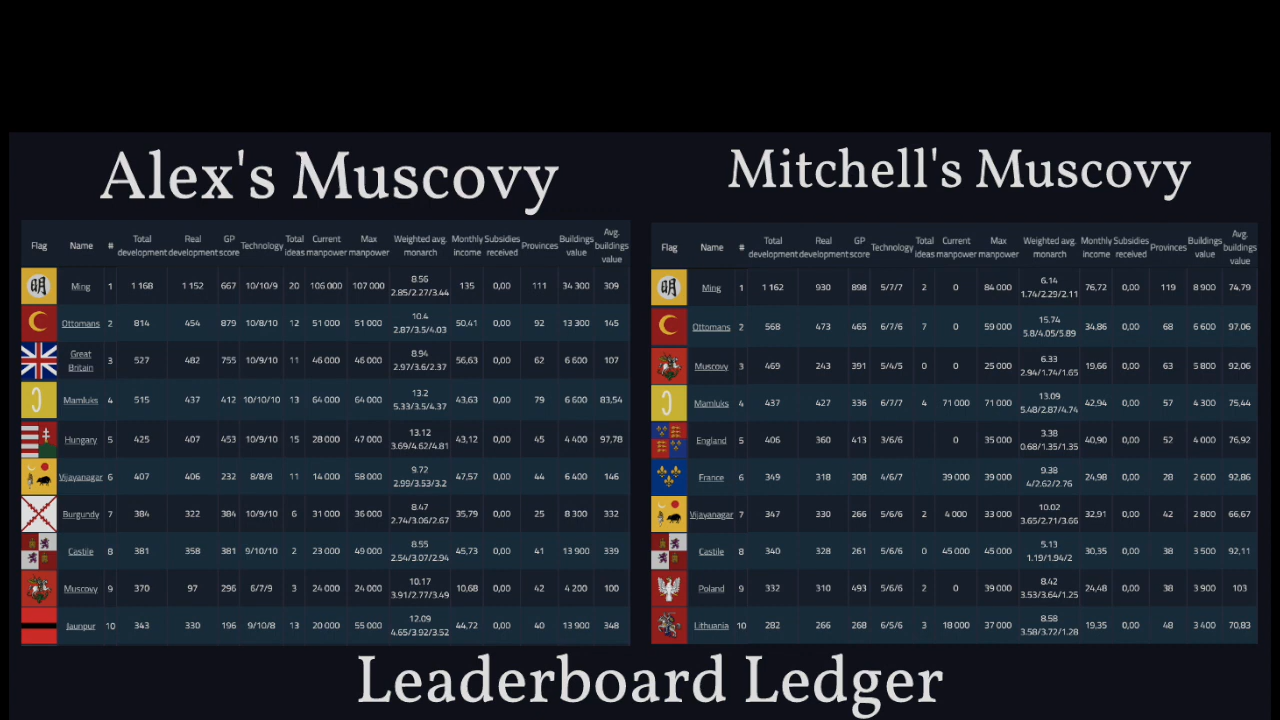 Alex's Muscovy
Mitchell's Muscovy
Flag Name # Total development Real development GP score Technology Total ideas Current manpower Max manpower Weighted avg. monarch Monthly income Subsidies received Provinces Buildings value Avg. buildings value
明 Ming 1 1 168 1 152 667 10/10/9 20 106 000 107 000 8.56 2.85/2.27/3.44 135 0,00 111 34 300 309
Ottomans 2 814 454 879 10/8/10 12 51 000 51 000 10.4 2.87/3.5/4.03 50,41 0,00 92 13 300 145
Great Britain 3 527 482 755 10/9/10 11 46 000 46 000 8.94 2.97/3.6/2.37 56,63 0,00 62 6 600 107
Mamluks 4 515 437 412 10/10/10 13 64 000 64 000 13.2 5.33/3.5/4.37 43,63 0,00 79 6 600 83,54
Hungary 5 425 407 453 10/9/10 15 28 000 47 000 13.12 3.69/4.62/4.81 43,12 0,00 45 4 400 97,78
Vijayanagar 6 407 406 232 8/8/8 11 14 000 58 000 9.72 2.99/3.53/3.2 47,57 0,00 44 6 400 146
Burgundy 7 384 322 384 10/9/10 6 31 000 36 000 8.47 2.74/3.06/2.67 35,79 0,00 25 8 300 332
Castile 8 381 358 381 9/10/10 2 23 000 49 000 8.55 2.54/3.07/2.94 45,73 0,00 41 13 900 339
Muscovy 9 370 97 296 6/7/9 3 24 000 24 000 10.17 3.91/2.77/3.49 10,68 0,00 42 4 200 100
Jaunpur 10 343 330 196 9/10/8 13 20 000 55 000 12.09 4.65/3.92/3.52 44,72 0,00 40 13 900 348
Flag Name # Total development Real development GP score Technology Total ideas Current manpower Max manpower Weighted avg. monarch Monthly income Subsidies received Provinces Buildings value Avg. buildings value
明 Ming 1 1 162 930 898 5/7/7 2 0 84 000 6.14 1.74/2.29/2.11 76,72 0,00 119 8 900 74,79
Ottomans 2 568 473 465 6/7/6 7 0 59 000 15.74 5.8/4.05/5.89 34,86 0,00 68 6 600 97,06
Muscovy 3 469 243 391 5/4/5 0 0 25 000 6.33 2.94/1.74/1.65 19,66 0,00 63 5 800 92,06
Mamluks 4 437 427 336 6/7/7 4 71 000 71 000 13.09 5.48/2.87/4.74 42,94 0,00 57 4 300 75,44
England 5 406 360 413 3/6/6 0 35 000 3.38 0.68/1.35/1.35 40,90 0,00 52 4 000 76,92
France 6 349 318 308 4/6/7 39 000 39 000 9.38 4/2.62/2.76 24,98 0,00 28 2 600 92,86
Vijayanagar 7 347 330 266 5/6/6 2 4 000 33 000 10.02 3.65/2.71/3.66 32,91 0,00 42 2 800 66,67
Castile 8 340 328 261 5/6/6 0 45 000 45 000 5.13 1.19/1.94/2 30,35 0,00 38 3 500 92,11
Poland 9 332 310 493 5/6/6 2 0 39 000 8.42 3.53/3.64/1.25 24,48 0,00 38 3 900 103
Lithuania 10 282 266 268 6/5/6 3 18 000 37 000 8.58 3.58/3.72/1.28 19,35 0,00 48 3 400 70,83
Leaderboard Ledger